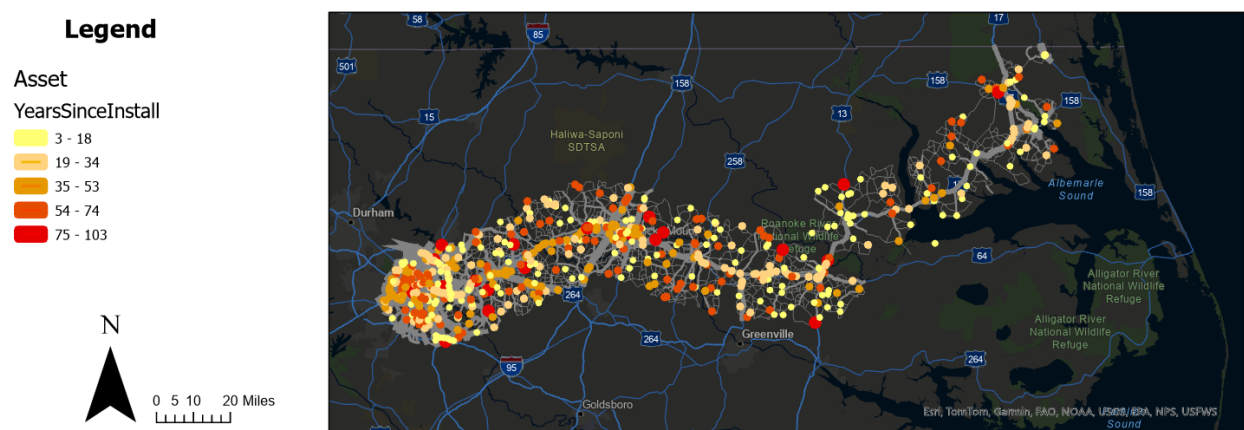 Legend
Asset
YearsSinceInstall
3 - 18
19 - 34
35 - 53
54 - 74
75 - 103
N
0 5 10 20 Miles
58
85
17
501
158
158
158
15
13
Haliwa-Saponi
SDTSA
258
Albemarle
Sound
158
Durham
Roanoke River
National Wildlife
Refuge
64
Alligator River
National Wildlife
Refuge
264
Alligator River
National Wildlife
Refuge
264
Greenville
264
95
Goldsboro
Esri, TomTom, Garmin, FAO, NOAA, USGS, EPA, NPS, USFWS
Sound